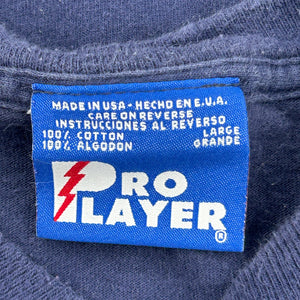 MADE IN USA - HECHO EN E.U.A.
CARE ON REVERSE
INSTRUCCIONES AL REVERSO
100% COTTON LARGE
100% ALGODON GRANDE
PRO
PLAYER®